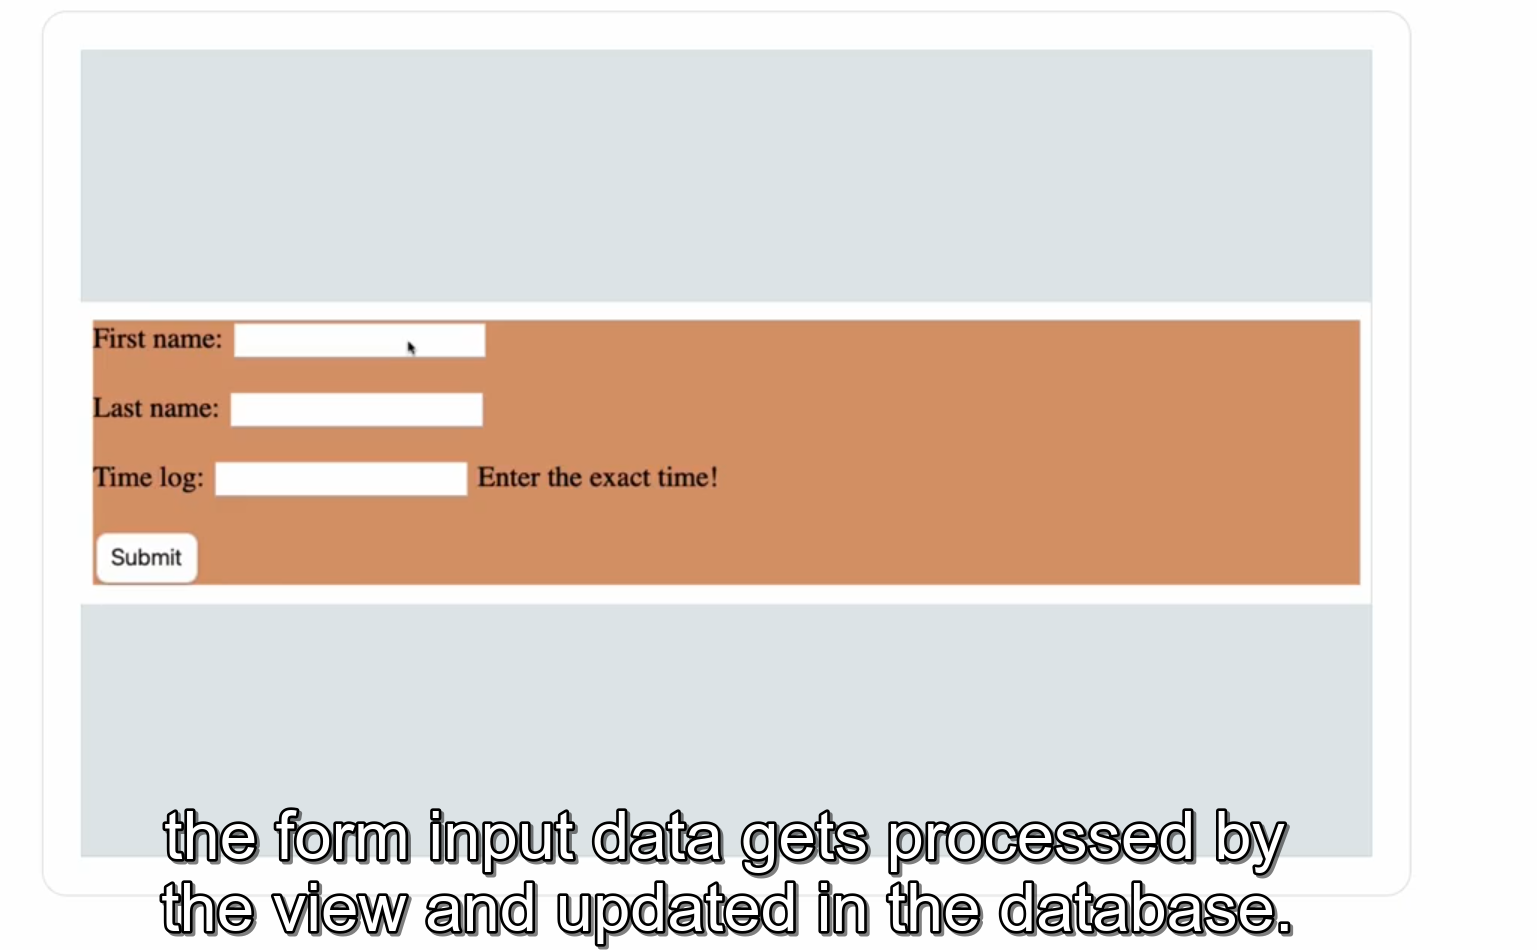 First name:
Last name:
Time log: Enter the exact time!
Submit
the form input data gets processed by
the view and updated in the database.